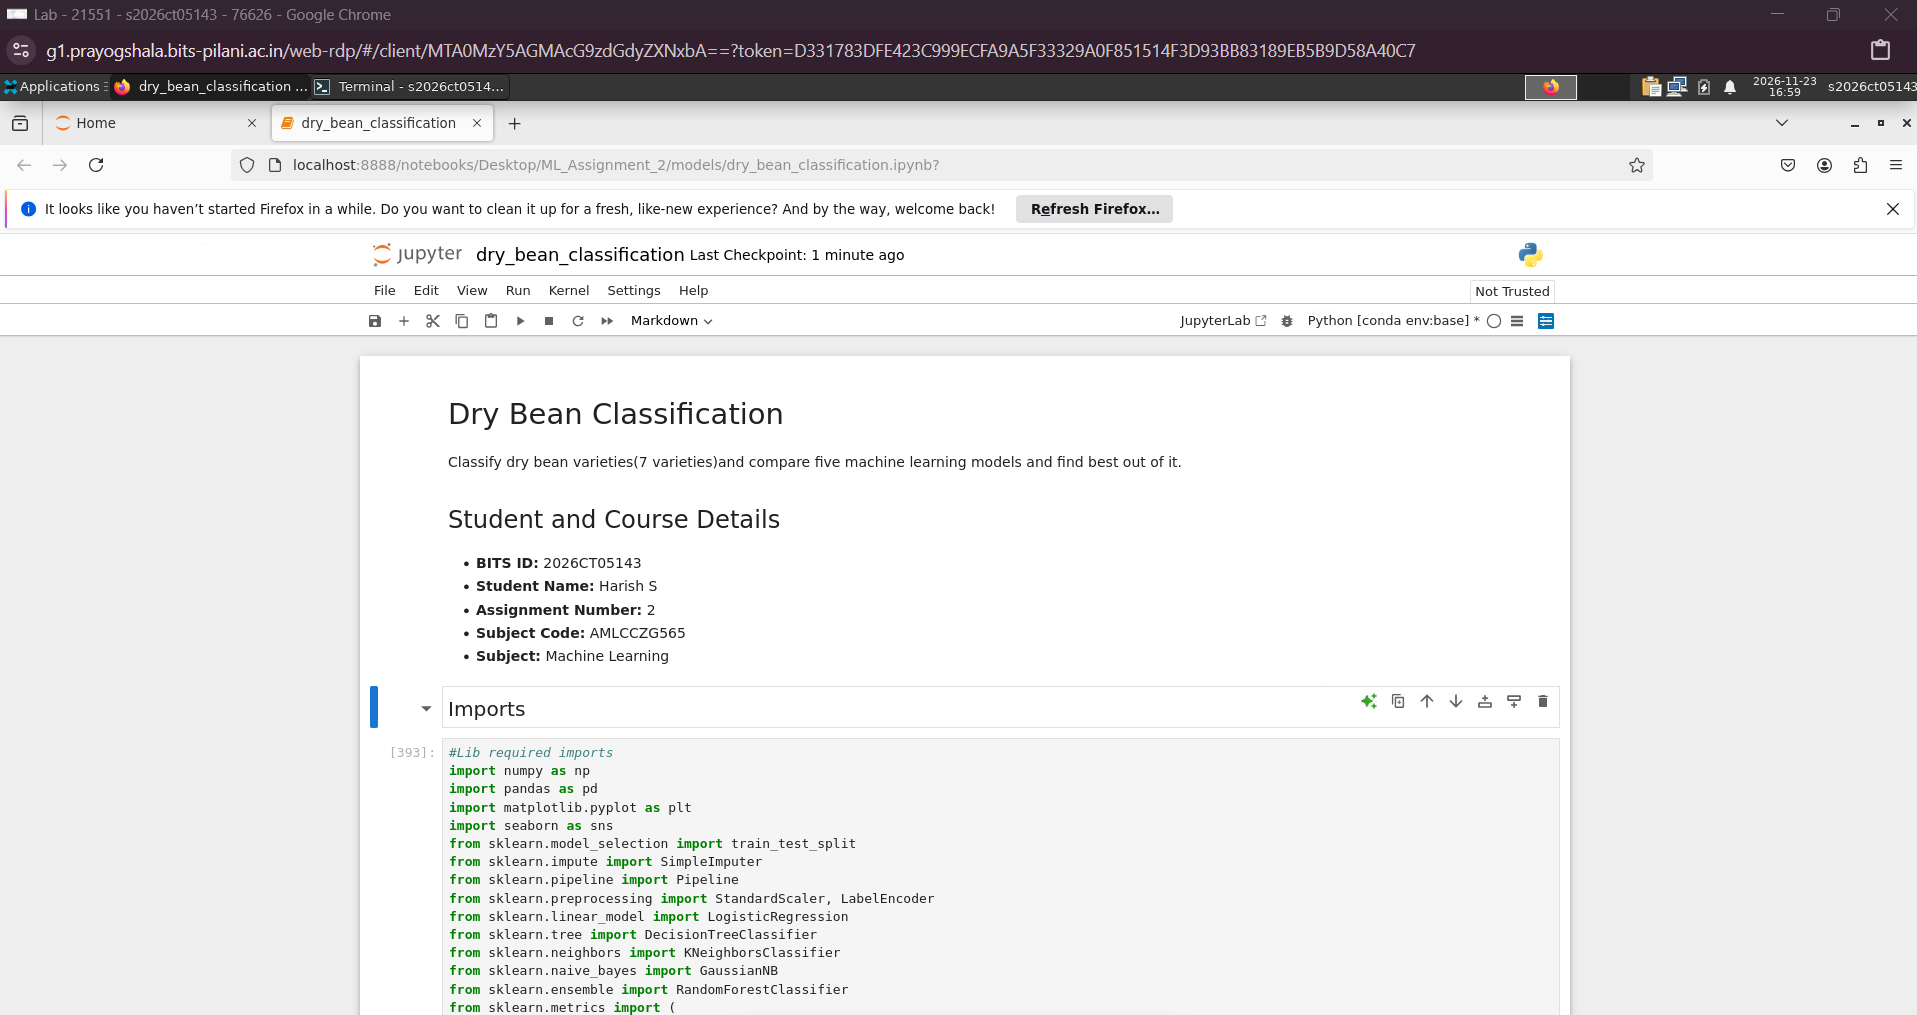 Lab - 21551 - s2026ct05143 - 76626 - Google Chrome
g1.prayogshala.bits-pilani.ac.in/web-rdp/#/client/MTA0MzY5AGMAcG9zdGdyZXNxbA==?token=D331783DFE423C999ECFA9A5F33329A0F851514F3D93BB83189EB5B9D58A40C7
Applications dry_bean_classification ... Terminal - s2026ct0514... 2026-11-23 s2026ct05143
16:59
Home dry_bean_classification
localhost:8888/notebooks/Desktop/ML_Assignment_2/models/dry_bean_classification.ipynb?
It looks like you haven’t started Firefox in a while. Do you want to clean it up for a fresh, like-new experience? And by the way, welcome back! Refresh Firefox…
jupyter dry_bean_classification Last Checkpoint: 1 minute ago
File Edit View Run Kernel Settings Help Not Trusted
Markdown JupyterLab Python [conda env:base] *
Dry Bean Classification
Classify dry bean varieties(7 varieties)and compare five machine learning models and find best out of it.
Student and Course Details
• BITS ID: 2026CT05143
• Student Name: Harish S
• Assignment Number: 2
• Subject Code: AMLCCZG565
• Subject: Machine Learning
Imports
[393]: #Lib required imports
import numpy as np
import pandas as pd
import matplotlib.pyplot as plt
import seaborn as sns
from sklearn.model_selection import train_test_split
from sklearn.impute import SimpleImputer
from sklearn.pipeline import Pipeline
from sklearn.preprocessing import StandardScaler, LabelEncoder
from sklearn.linear_model import LogisticRegression
from sklearn.tree import DecisionTreeClassifier
from sklearn.neighbors import KNeighborsClassifier
from sklearn.naive_bayes import GaussianNB
from sklearn.ensemble import RandomForestClassifier
from sklearn.metrics import (